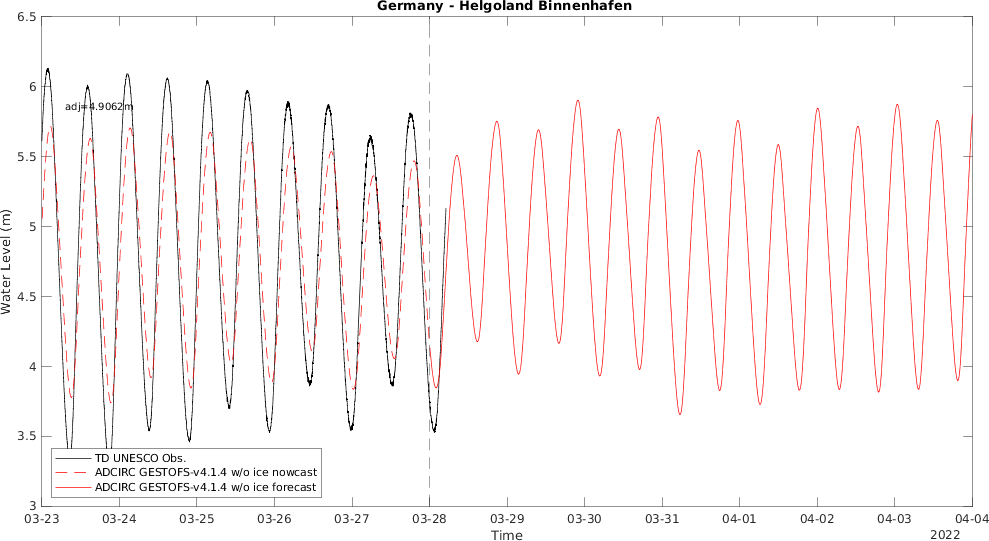 Germany - Helgoland Binnenhafen
6.5
6
5.5
5
4.5
4
3.5
3
Water Level (m)
adj=4.9062m
TD UNESCO Obs.
ADCIRC GESTOFS-v4.1.4 w/o ice nowcast
ADCIRC GESTOFS-v4.1.4 w/o ice forecast
03-23 03-24 03-25 03-26 03-27 03-28 03-29 03-30 03-31 04-01 04-02 04-03 04-04
Time
2022